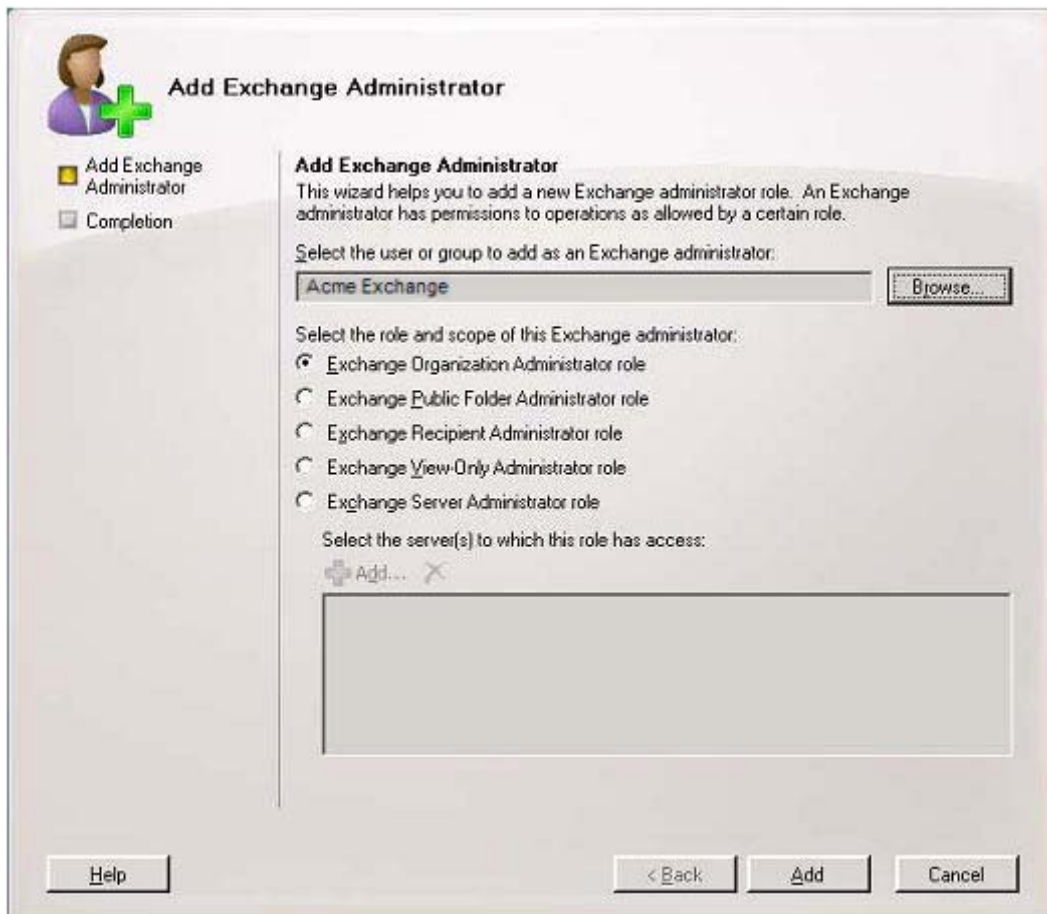 Add Exchange Administrator
Add Exchange
Administrator
Completion
Add Exchange Administrator
This wizard helps you to add a new Exchange administrator role. An Exchange
administrator has permissions to operations as allowed by a certain role.
Select the user or group to add as an Exchange administrator:
Acme Exchange
Browse...
Select the role and scope of this Exchange administrator:
Exchange Organization Administrator role
Exchange Public Folder Administrator role
Exchange Recipient Administrator role
Exchange View-Only Administrator role
Exchange Server Administrator role
Select the server(s) to which this role has access:
Add...
Help
< Back
Add
Cancel